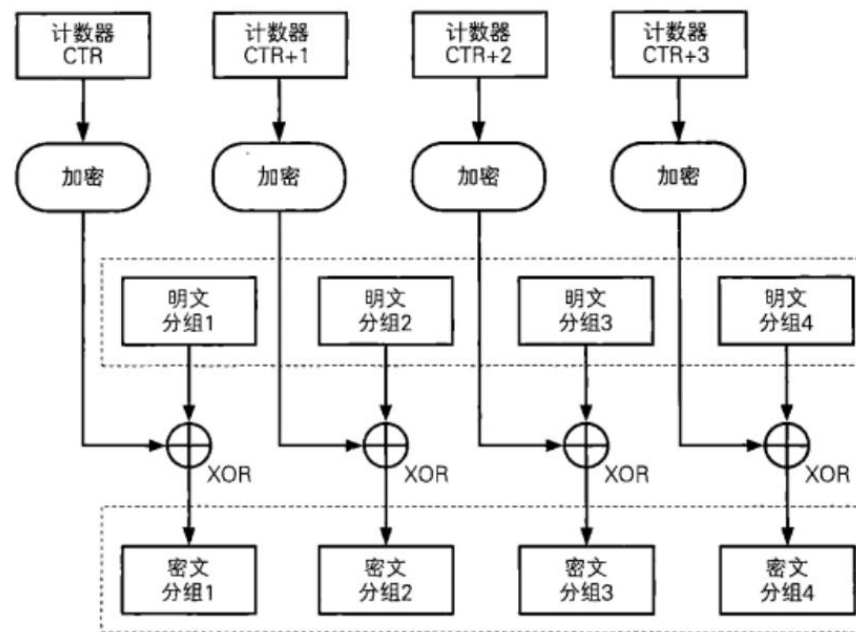 计数器
CTR
计数器
CTR+1
计数器
CTR+2
计数器
CTR+3
加密
加密
加密
加密
明文
分组1
明文
分组2
明文
分组3
明文
分组4
XOR
XOR
XOR
XOR
密文
分组1
密文
分组2
密文
分组3
密文
分组4